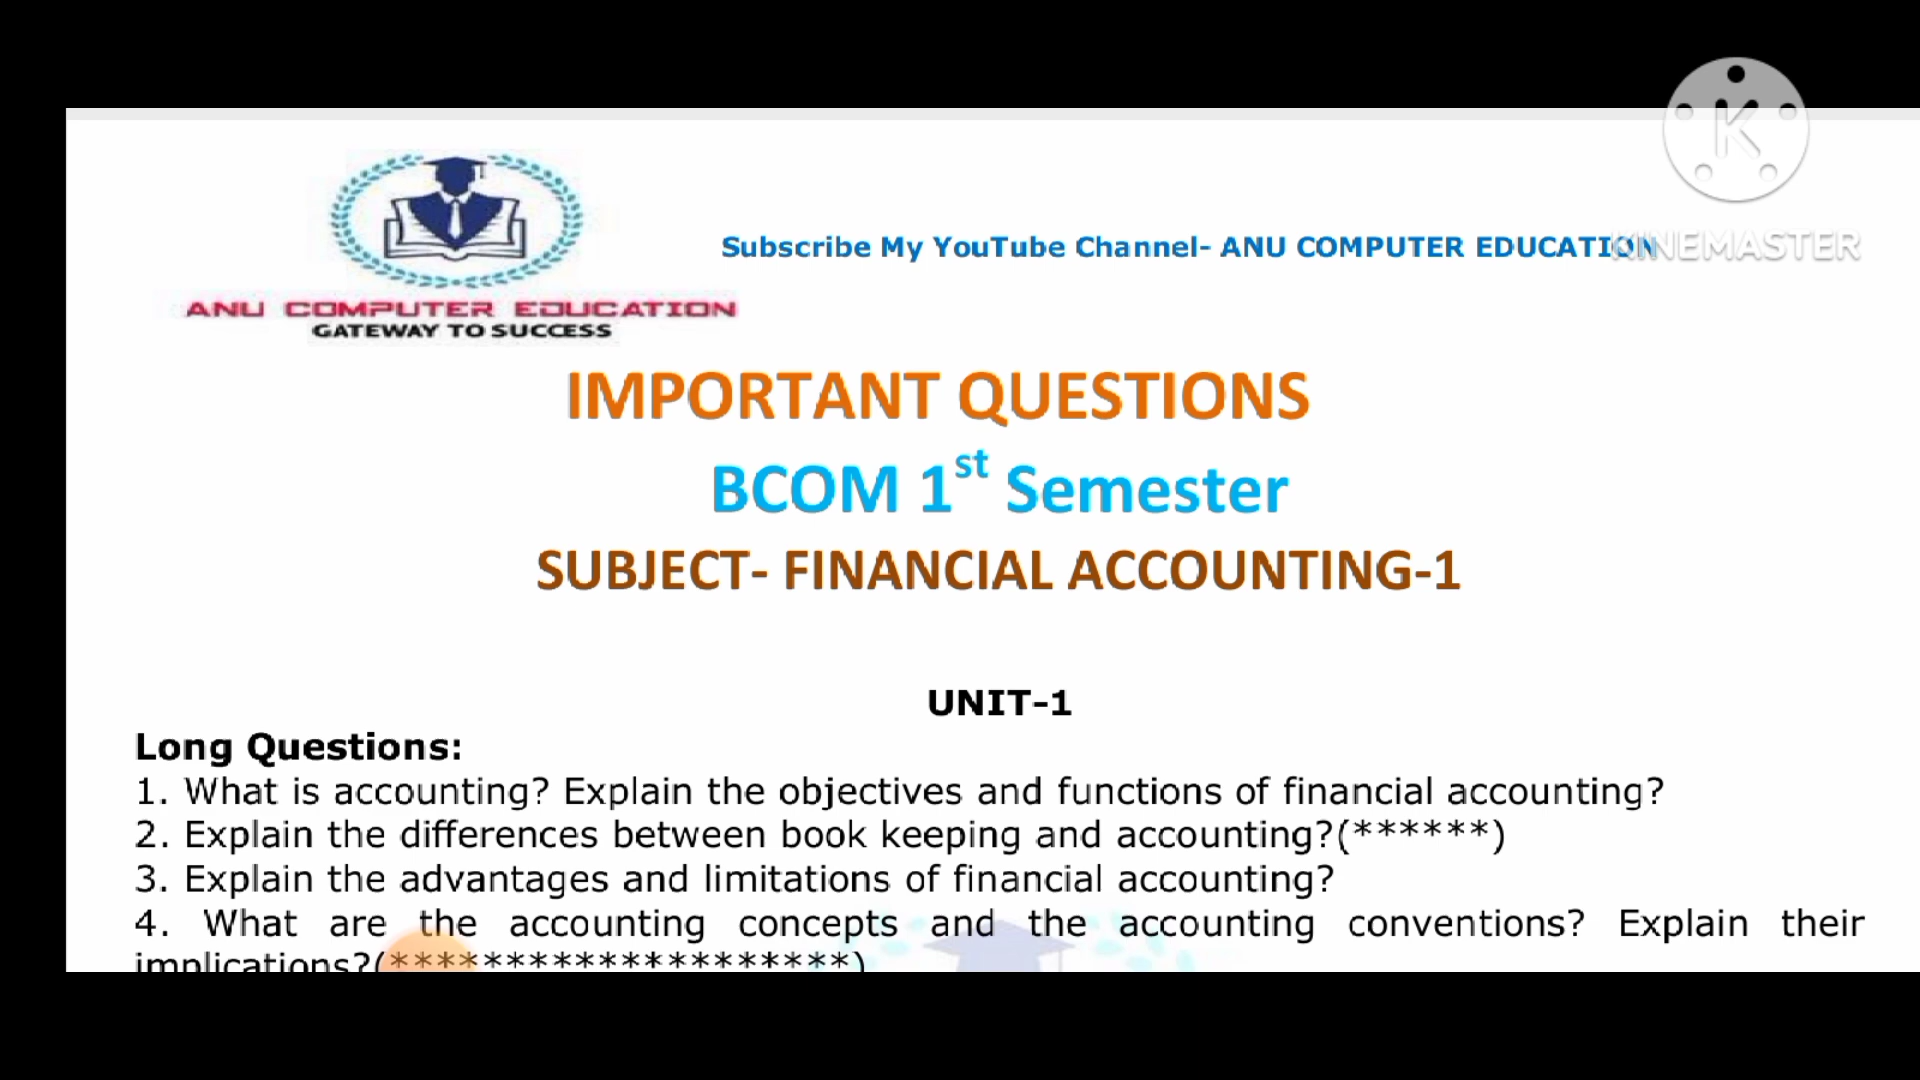 K
KINEMASTER
Subscribe My YouTube Channel- ANU COMPUTER EDUCATION
ANU COMPUTER EDUCATION
GATEWAY TO SUCCESS
IMPORTANT QUESTIONS
BCOM 1st Semester
SUBJECT- FINANCIAL ACCOUNTING-1
UNIT-1
Long Questions:
1. What is accounting? Explain the objectives and functions of financial accounting?
2. Explain the differences between book keeping and accounting?(******)
3. Explain the advantages and limitations of financial accounting?
4. What are the accounting concepts and the accounting conventions? Explain their
implications?(********************)